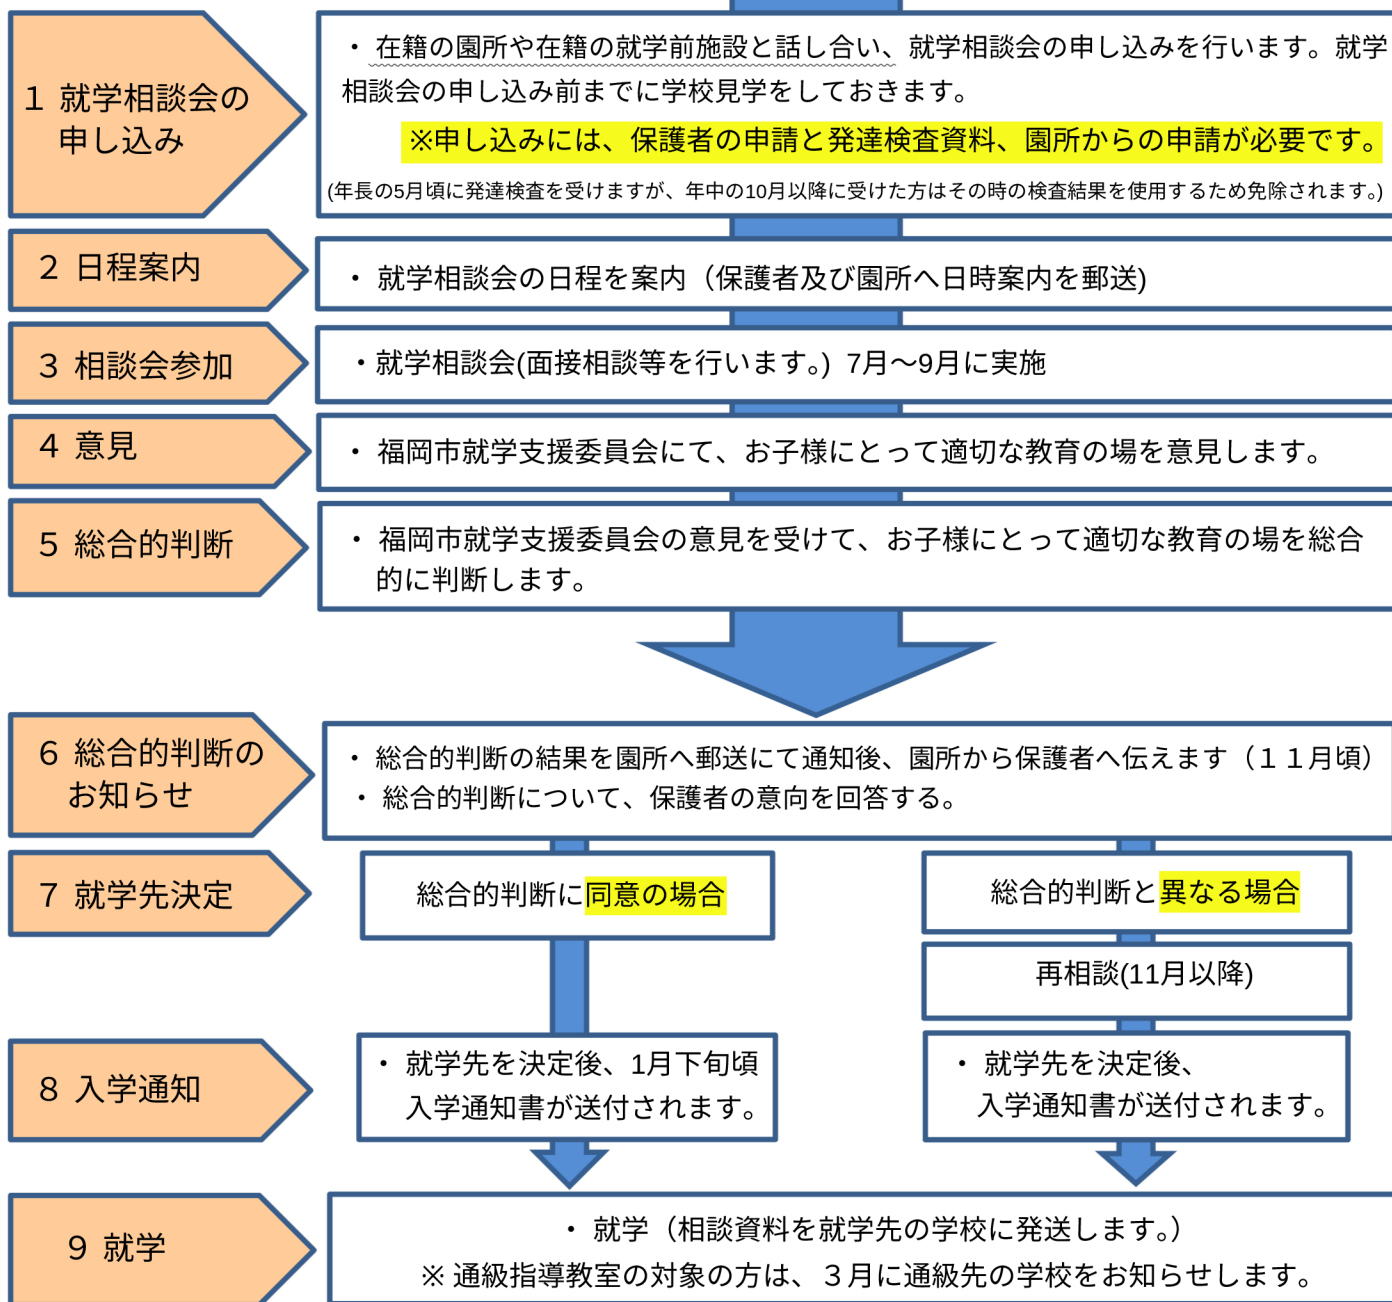 １ 就学相談会の
申し込み
・ 在籍の園所や在籍の就学前施設と話し合い、就学相談会の申し込みを行います。就学
相談会の申し込み前までに学校見学をしておきます。
※申し込みには、保護者の申請と発達検査資料、園所からの申請が必要です。
(年長の5月頃に発達検査を受けますが、年中の10月以降に受けた方はその時の検査結果を使用するため免除されます。)
２ 日程案内
・ 就学相談会の日程を案内（保護者及び園所へ日時案内を郵送)
３ 相談会参加
・就学相談会(面接相談等を行います。) 7月～9月に実施
４ 意見
・ 福岡市就学支援委員会にて、お子様にとって適切な教育の場を意見します。
５ 総合的判断
・ 福岡市就学支援委員会の意見を受けて、お子様にとって適切な教育の場を総合
的に判断します。
６ 総合的判断の
お知らせ
・ 総合的判断の結果を園所へ郵送にて通知後、園所から保護者へ伝えます（１１月頃）
・ 総合的判断について、保護者の意向を回答する。
７ 就学先決定
総合的判断に同意の場合
総合的判断と異なる場合
再相談(11月以降)
８ 入学通知
・ 就学先を決定後、1月下旬頃
入学通知書が送付されます。
・ 就学先を決定後、
入学通知書が送付されます。
９ 就学
・ 就学（相談資料を就学先の学校に発送します。）
※ 通級指導教室の対象の方は、３月に通級先の学校をお知らせします。